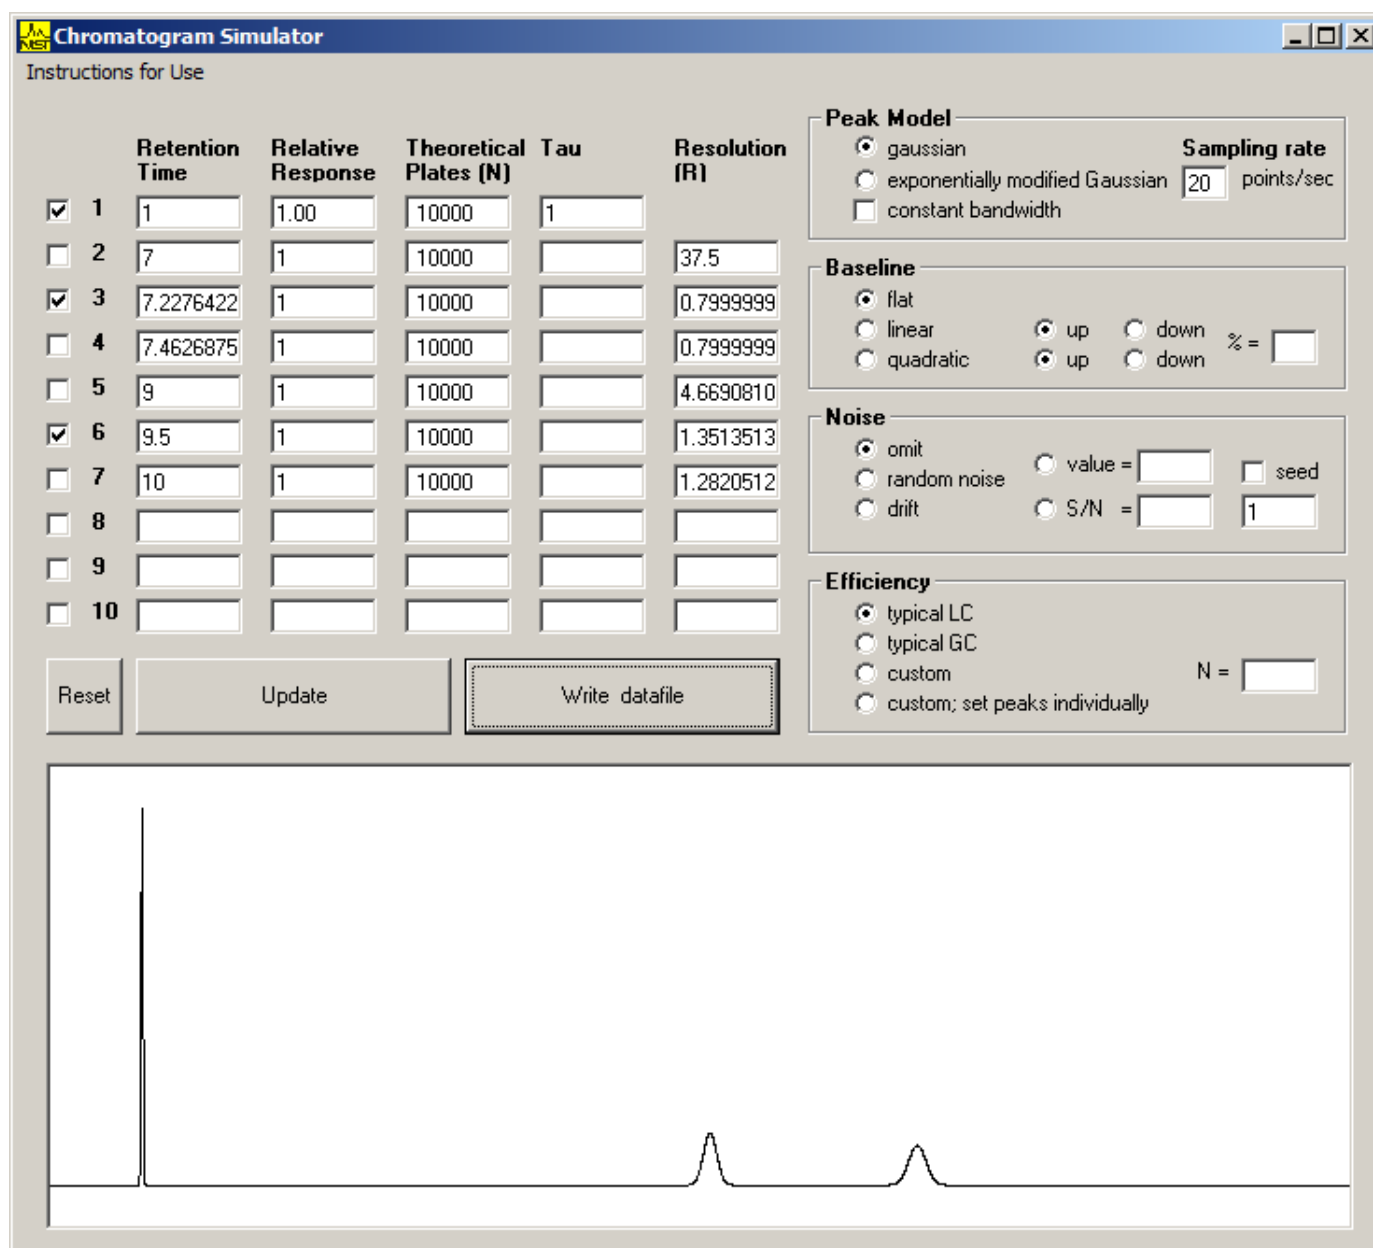 Chromatogram Simulator
Instructions for Use
Retention Time Relative Response Theoretical Plates (N) Tau Resolution (R)
1 1 1.00 10000 1
2 7 1 10000 37.5
3 7.2276422 1 10000 0.7999999
4 7.4626875 1 10000 0.7999999
5 9 1 10000 4.6690810
6 9.5 1 10000 1.3513513
7 10 1 10000 1.2820512
8
9
10
Reset Update Write datafile
Peak Model
gaussian Sampling rate
exponentially modified Gaussian 20 points/sec
constant bandwidth
Baseline
flat
linear up down % =
quadratic up down
Noise
omit value = seed
random noise
drift S/N = 1
Efficiency
typical LC
typical GC
custom N =
custom; set peaks individually